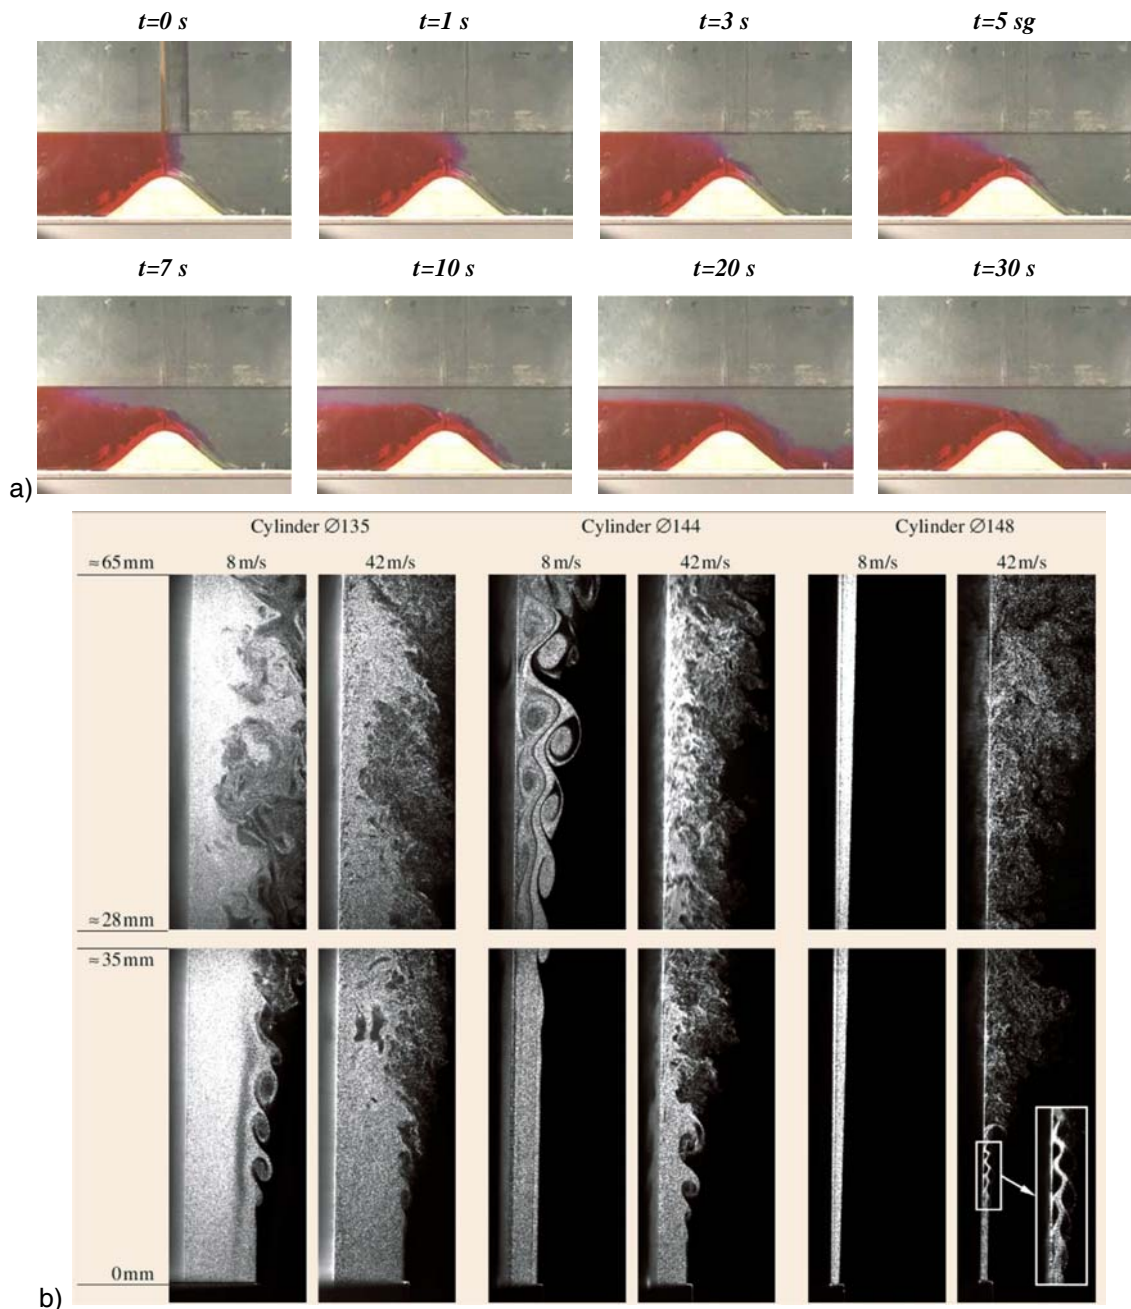 t=0 s t=1 s t=3 s t=5 sg
t=7 s t=10 s t=20 s t=30 s
a)
Cylinder Ø135 Cylinder Ø144 Cylinder Ø148
≈65mm 8 m/s 42 m/s 8 m/s 42 m/s 8 m/s 42 m/s
≈28mm
≈35mm
0mm
b)